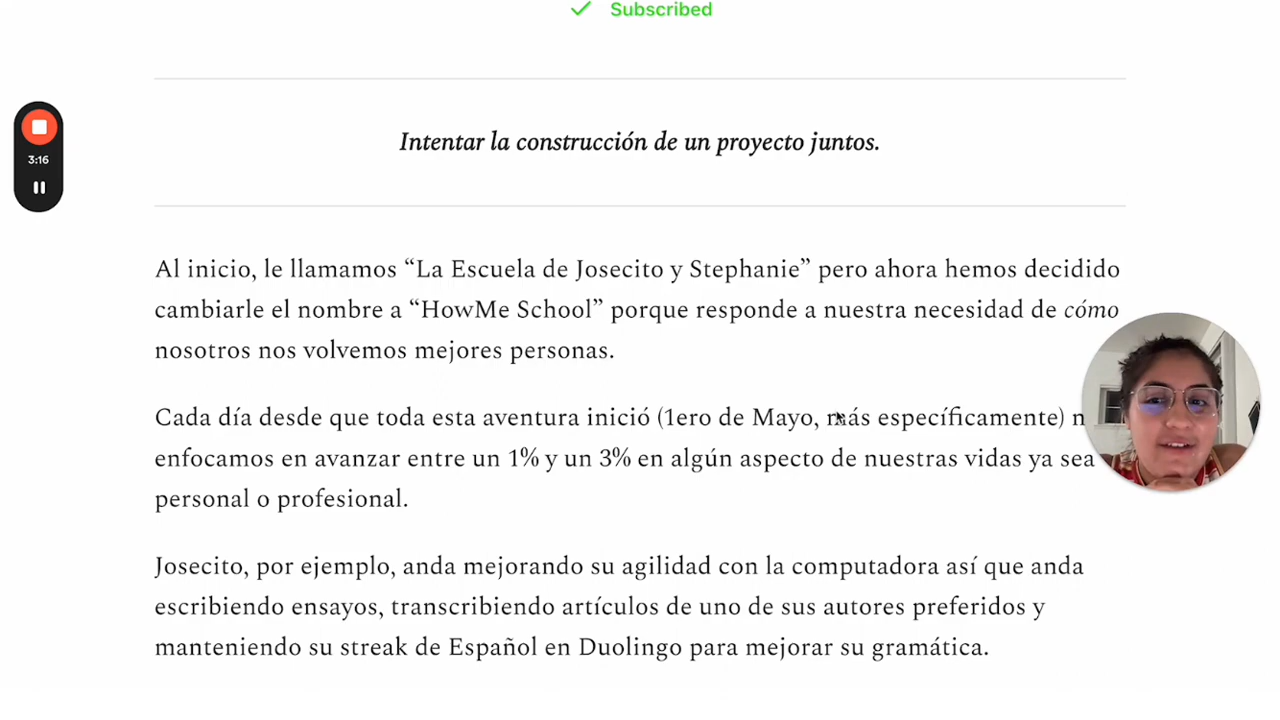 Subscribed
3:16
Intentar la construcción de un proyecto juntos.
Al inicio, le llamamos “La Escuela de Josecito y Stephanie” pero ahora hemos decidido
cambiarle el nombre a “HowMe School” porque responde a nuestra necesidad de cómo
nosotros nos volvemos mejores personas.
Cada día desde que toda esta aventura inició (1ero de Mayo, más específicamente) n
enfocamos en avanzar entre un 1% y un 3% en algún aspecto de nuestras vidas ya sea
personal o profesional.
Josecito, por ejemplo, anda mejorando su agilidad con la computadora así que anda
escribiendo ensayos, transcribiendo artículos de uno de sus autores preferidos y
manteniendo su streak de Español en Duolingo para mejorar su gramática.